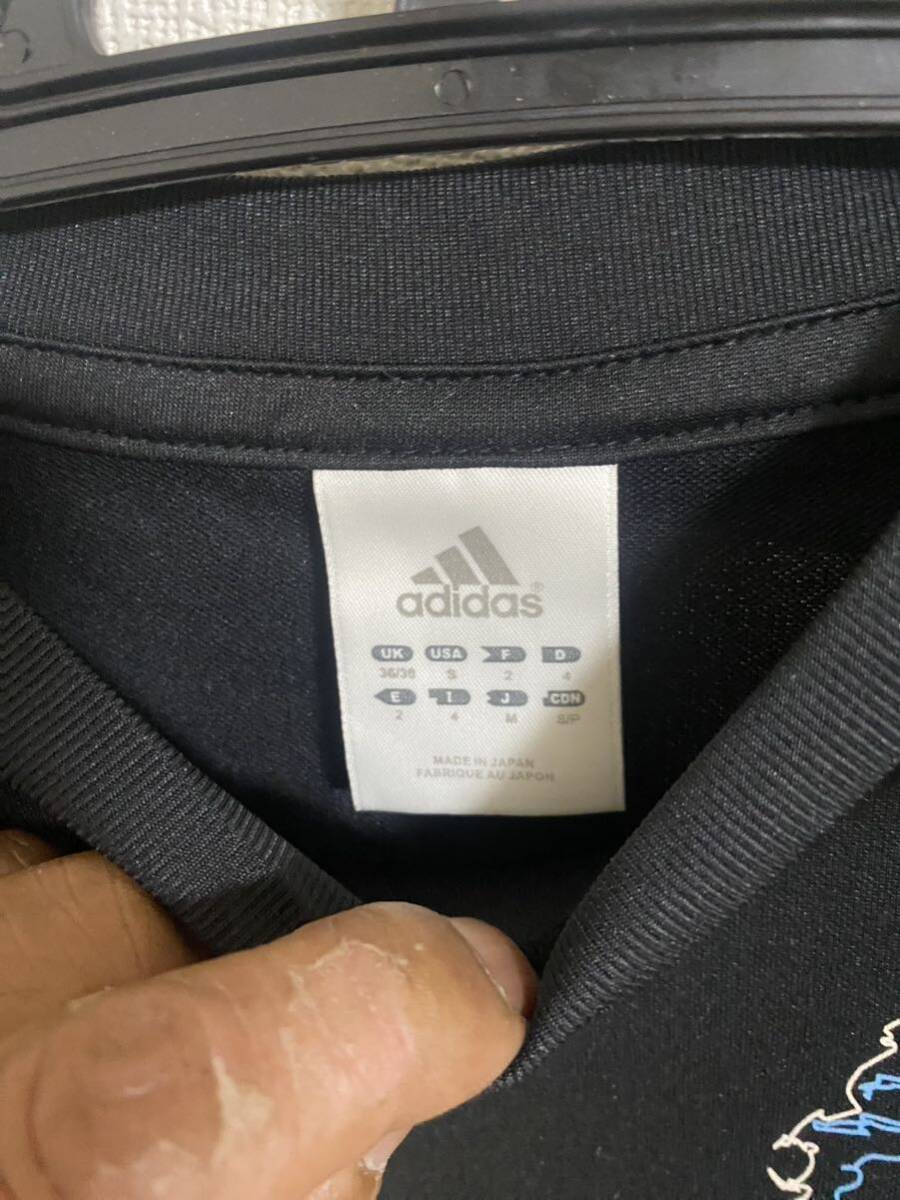 adidas®
UK USA F D
36/38 S 2 4
E I J CDN
2 4 M S/P
MADE IN JAPAN
FABRIQUE AU JAPON